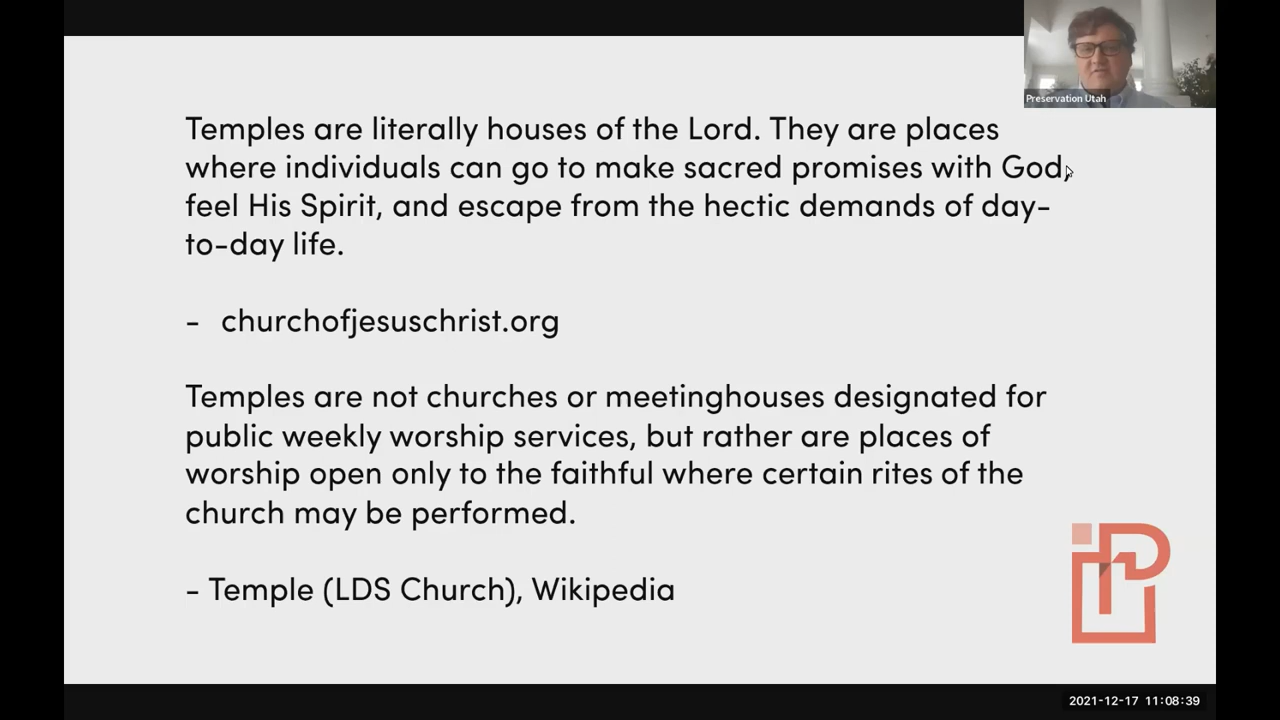 Preservation Utah
Temples are literally houses of the Lord. They are places
where individuals can go to make sacred promises with God,
feel His Spirit, and escape from the hectic demands of day-
to-day life.
- churchofjesuschrist.org
Temples are not churches or meetinghouses designated for
public weekly worship services, but rather are places of
worship open only to the faithful where certain rites of the
church may be performed.
- Temple (LDS Church), Wikipedia
2021-12-17 11:08:39